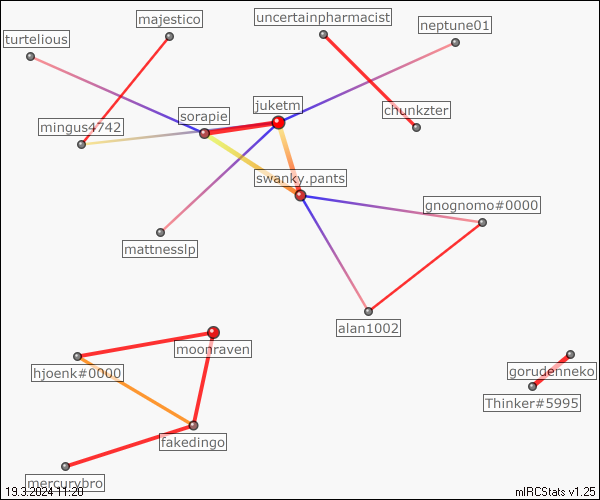 majestico
uncertainpharmacist
neptune01
turtelious
juketm
sorapie
chunkzter
mingus4742
swanky.pants
gnognomo#0000
mattnesslp
alan1002
moonraven
hjoenk#0000
gorudenneko
Thinker#5995
fakedingo
mercurybro
19.3.2024 11:20
mIRCStats v1.25